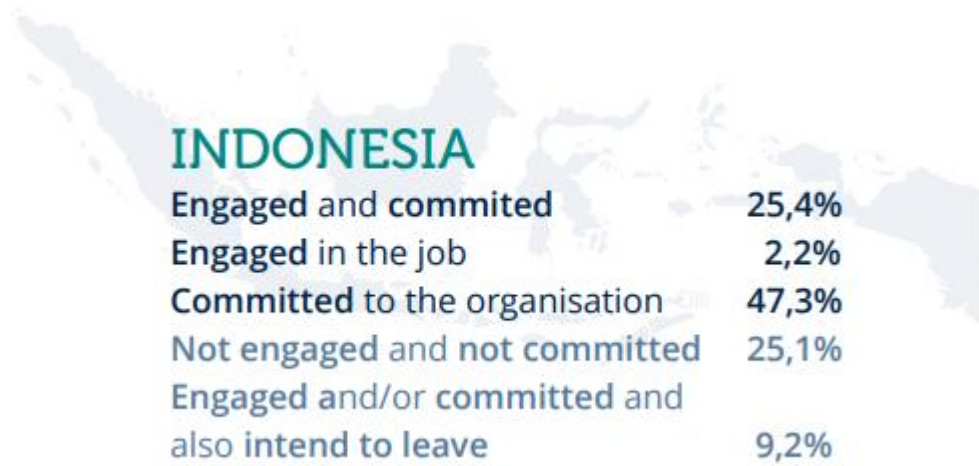 INDONESIA
Engaged and commited 25,4%
Engaged in the job 2,2%
Committed to the organisation 47,3%
Not engaged and not committed 25,1%
Engaged and/or committed and
also intend to leave 9,2%